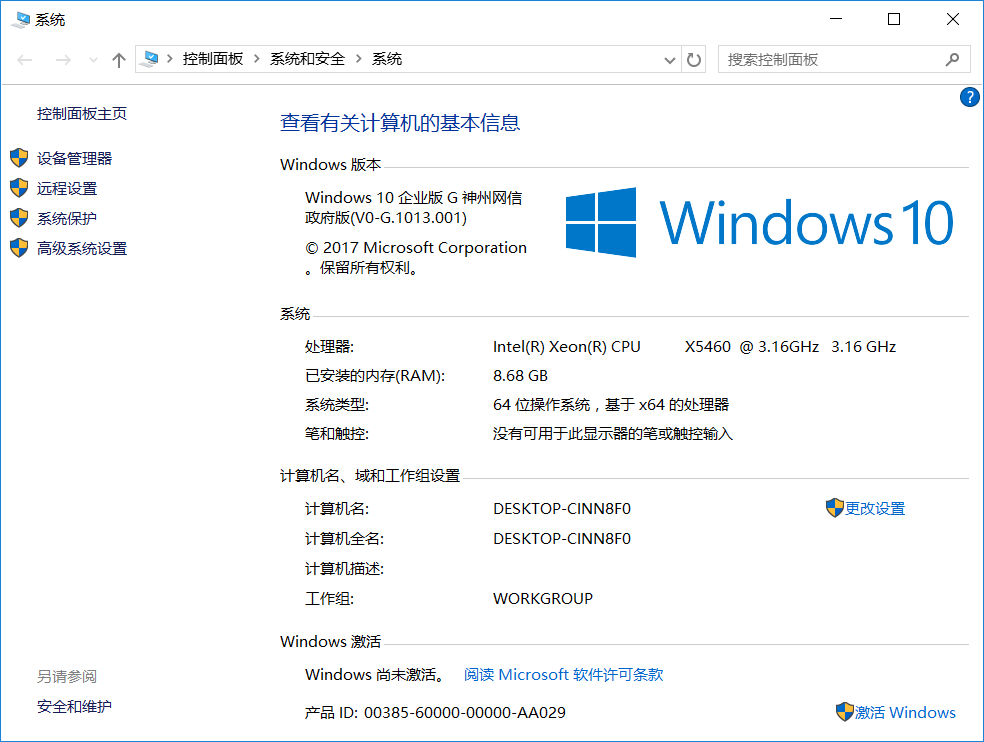 系统
控制面板 系统和安全 系统
搜索控制面板
?
控制面板主页
设备管理器
远程设置
系统保护
高级系统设置
查看有关计算机的基本信息
Windows 版本
Windows 10 企业版 G 神州网信
政府版(V0-G.1013.001)
© 2017 Microsoft Corporation
。保留所有权利。
Windows 10
系统
处理器: Intel(R) Xeon(R) CPU X5460 @ 3.16GHz 3.16 GHz
已安装的内存(RAM): 8.68 GB
系统类型: 64 位操作系统，基于 x64 的处理器
笔和触控: 没有可用于此显示器的笔或触控输入
计算机名、域和工作组设置
计算机名: DESKTOP-CINN8F0 更改设置
计算机全名: DESKTOP-CINN8F0
计算机描述:
工作组: WORKGROUP
Windows 激活
Windows 尚未激活。 阅读 Microsoft 软件许可条款
产品 ID: 00385-60000-00000-AA029 激活 Windows
另请参阅
安全和维护